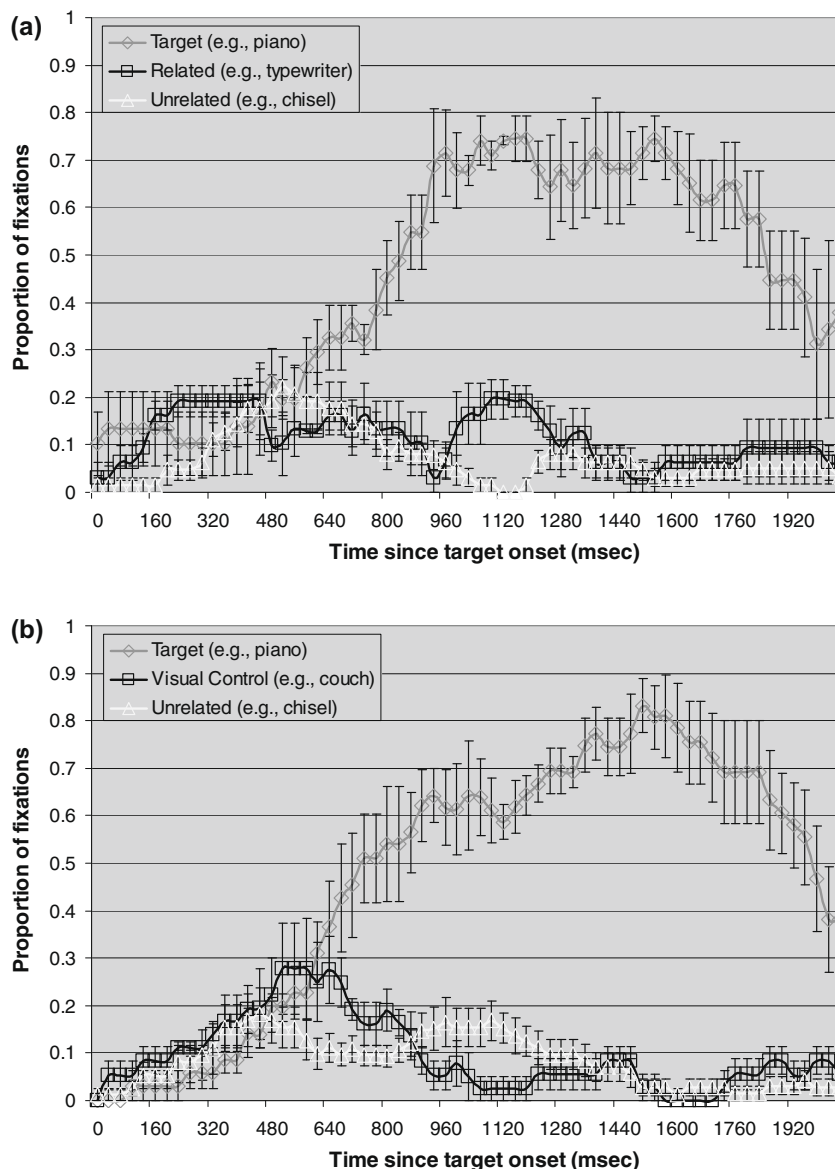 (a)
1
0.9
0.8
0.7
0.6
0.5
0.4
0.3
0.2
0.1
0
Proportion of fixations
Target (e.g., piano)
Related (e.g., typewriter)
Unrelated (e.g., chisel)
0 160 320 480 640 800 960 1120 1280 1440 1600 1760 1920
Time since target onset (msec)
(b)
1
0.9
0.8
0.7
0.6
0.5
0.4
0.3
0.2
0.1
0
Proportion of fixations
Target (e.g., piano)
Visual Control (e.g., couch)
Unrelated (e.g., chisel)
0 160 320 480 640 800 960 1120 1280 1440 1600 1760 1920
Time since target onset (msec)